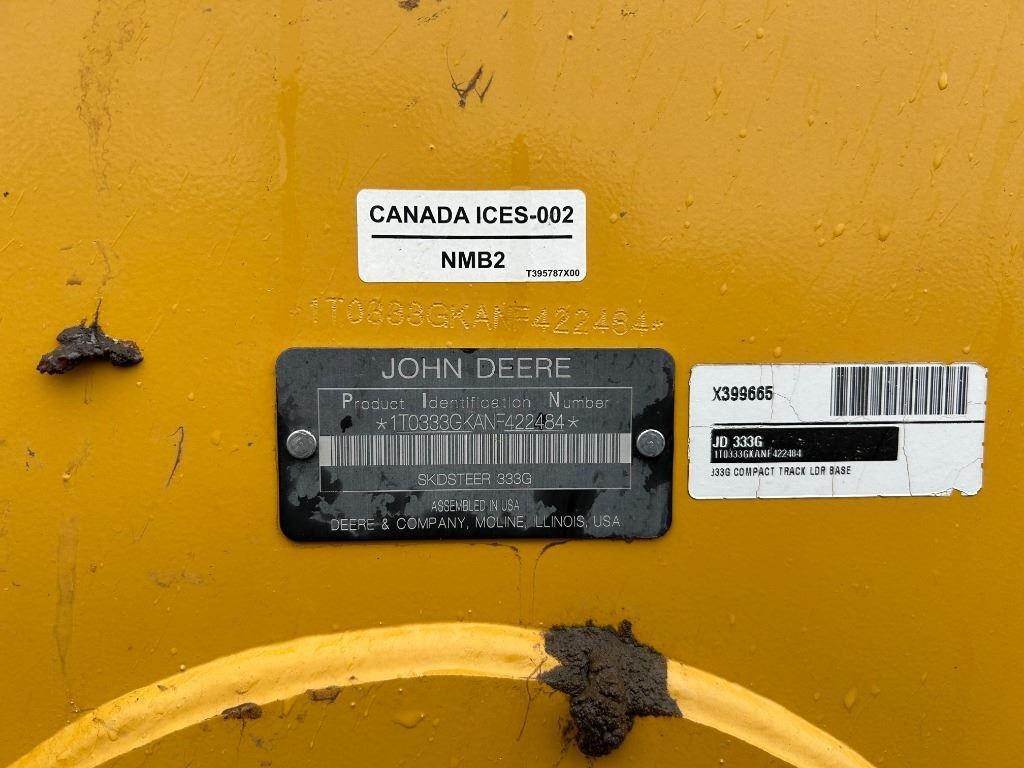 CANADA ICES-002
NMB2
T395787X00
*1T0333GKANF422484*
JOHN DEERE
Product Identification Number
*1T0333GKANF422484*
SKIDSTEER 333G
ASSEMBLED IN USA
DEERE & COMPANY, MOLINE, ILLINOIS, USA
X399665
JD 333G
1T0333GKANF422484
333G COMPACT TRACK LDR BASE